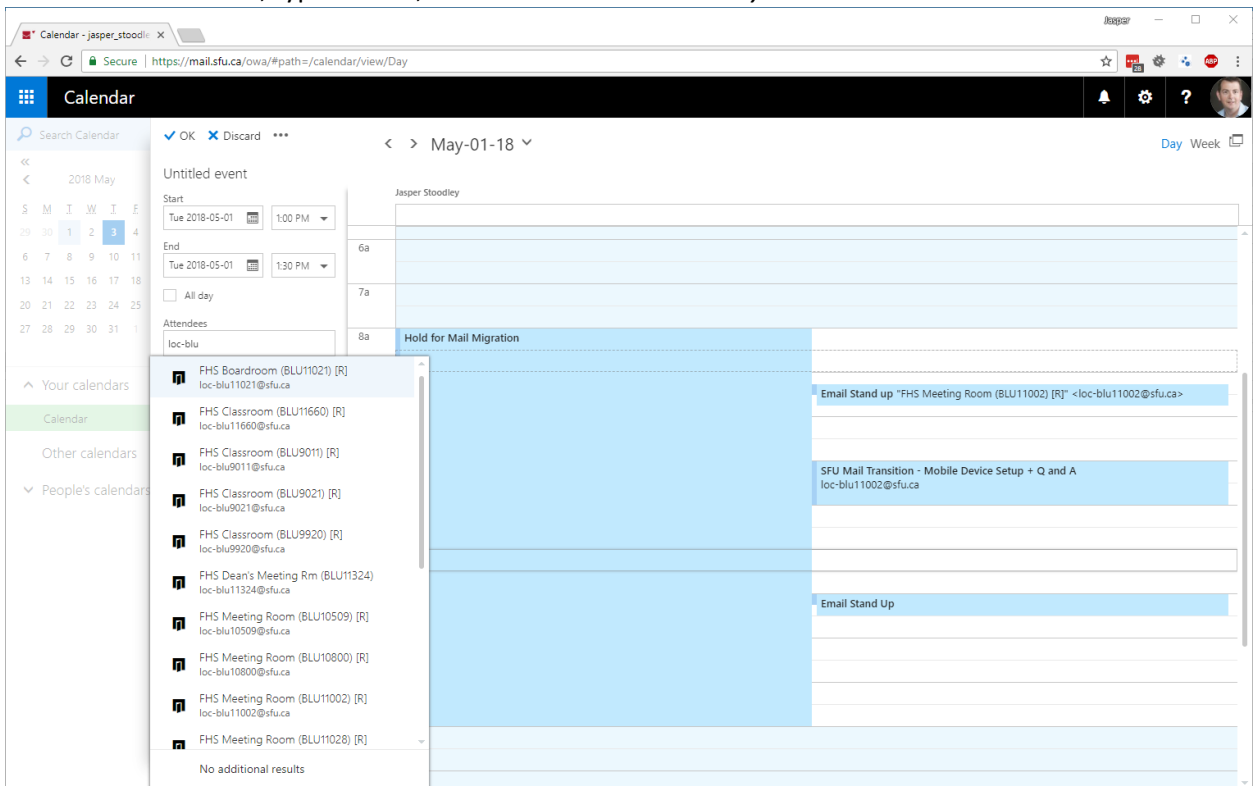 Jasper
Calendar - jasper_stoodle
Secure | https://mail.sfu.ca/owa/#path=/calendar/view/Day
28
ABP
Calendar
?
Search Calendar
OK Discard •••
May-01-18
Day Week
2018 May
Untitled event
Start
Jasper Stoodley
S M T W T F
Tue 2018-05-01 1:00 PM
29 30 1 2 3 4
End
6a
6 7 8 9 10 11
Tue 2018-05-01 1:30 PM
13 14 15 16 17 18
All day
7a
20 21 22 23 24 25
Attendees
27 28 29 30 31 1
loc-blu
8a
Hold for Mail Migration
FHS Boardroom (BLU11021) [R]
loc-blu11021@sfu.ca
Your calendars
Email Stand up "FHS Meeting Room (BLU11002) [R]" <loc-blu11002@sfu.ca>
FHS Classroom (BLU11660) [R]
loc-blu11660@sfu.ca
Calendar
Other calendars
FHS Classroom (BLU9011) [R]
loc-blu9011@sfu.ca
SFU Mail Transition - Mobile Device Setup + Q and A
loc-blu11002@sfu.ca
People's calendars
FHS Classroom (BLU9021) [R]
loc-blu9021@sfu.ca
FHS Classroom (BLU9920) [R]
loc-blu9920@sfu.ca
FHS Dean's Meeting Rm (BLU11324)
loc-blu11324@sfu.ca
Email Stand Up
FHS Meeting Room (BLU10509) [R]
loc-blu10509@sfu.ca
FHS Meeting Room (BLU10800) [R]
loc-blu10800@sfu.ca
FHS Meeting Room (BLU11002) [R]
loc-blu11002@sfu.ca
FHS Meeting Room (BLU11028) [R]
No additional results